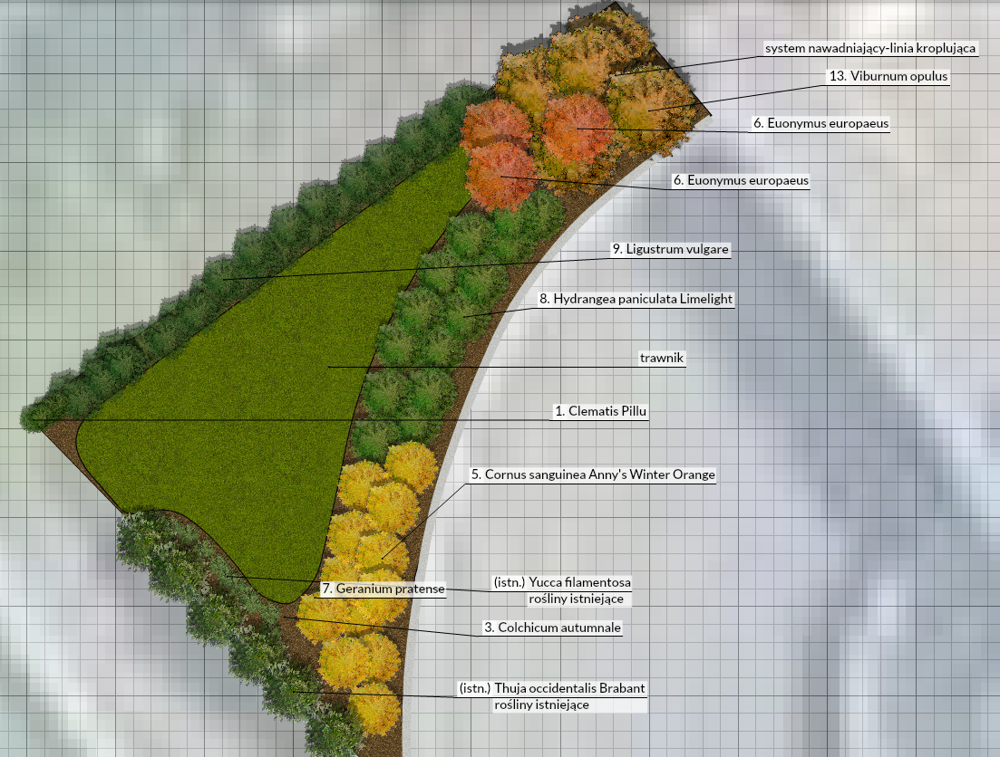 system nawadniający-linia kroplująca
13. Viburnum opulus
6. Euonymus europaeus
6. Euonymus europaeus
9. Ligustrum vulgare
8. Hydrangea paniculata Limelight
trawnik
1. Clematis Pillu
5. Cornus sanguinea Anny's Winter Orange
7. Geranium pratense
(istn.) Yucca filamentosa
rośliny istniejące
3. Colchicum autumnale
(istn.) Thuja occidentalis Brabant
rośliny istniejące